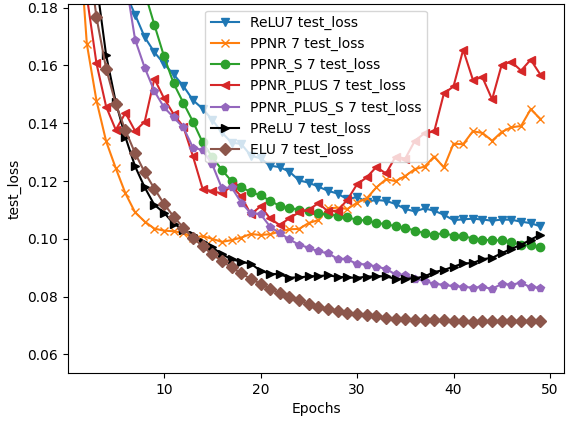 0.18
0.16
0.14
0.12
0.10
0.08
0.06
test_loss
ReLU7 test_loss
PPNR 7 test_loss
PPNR_S 7 test_loss
PPNR_PLUS 7 test_loss
PPNR_PLUS_S 7 test_loss
PReLU 7 test_loss
ELU 7 test_loss
10
20
30
40
50
Epochs